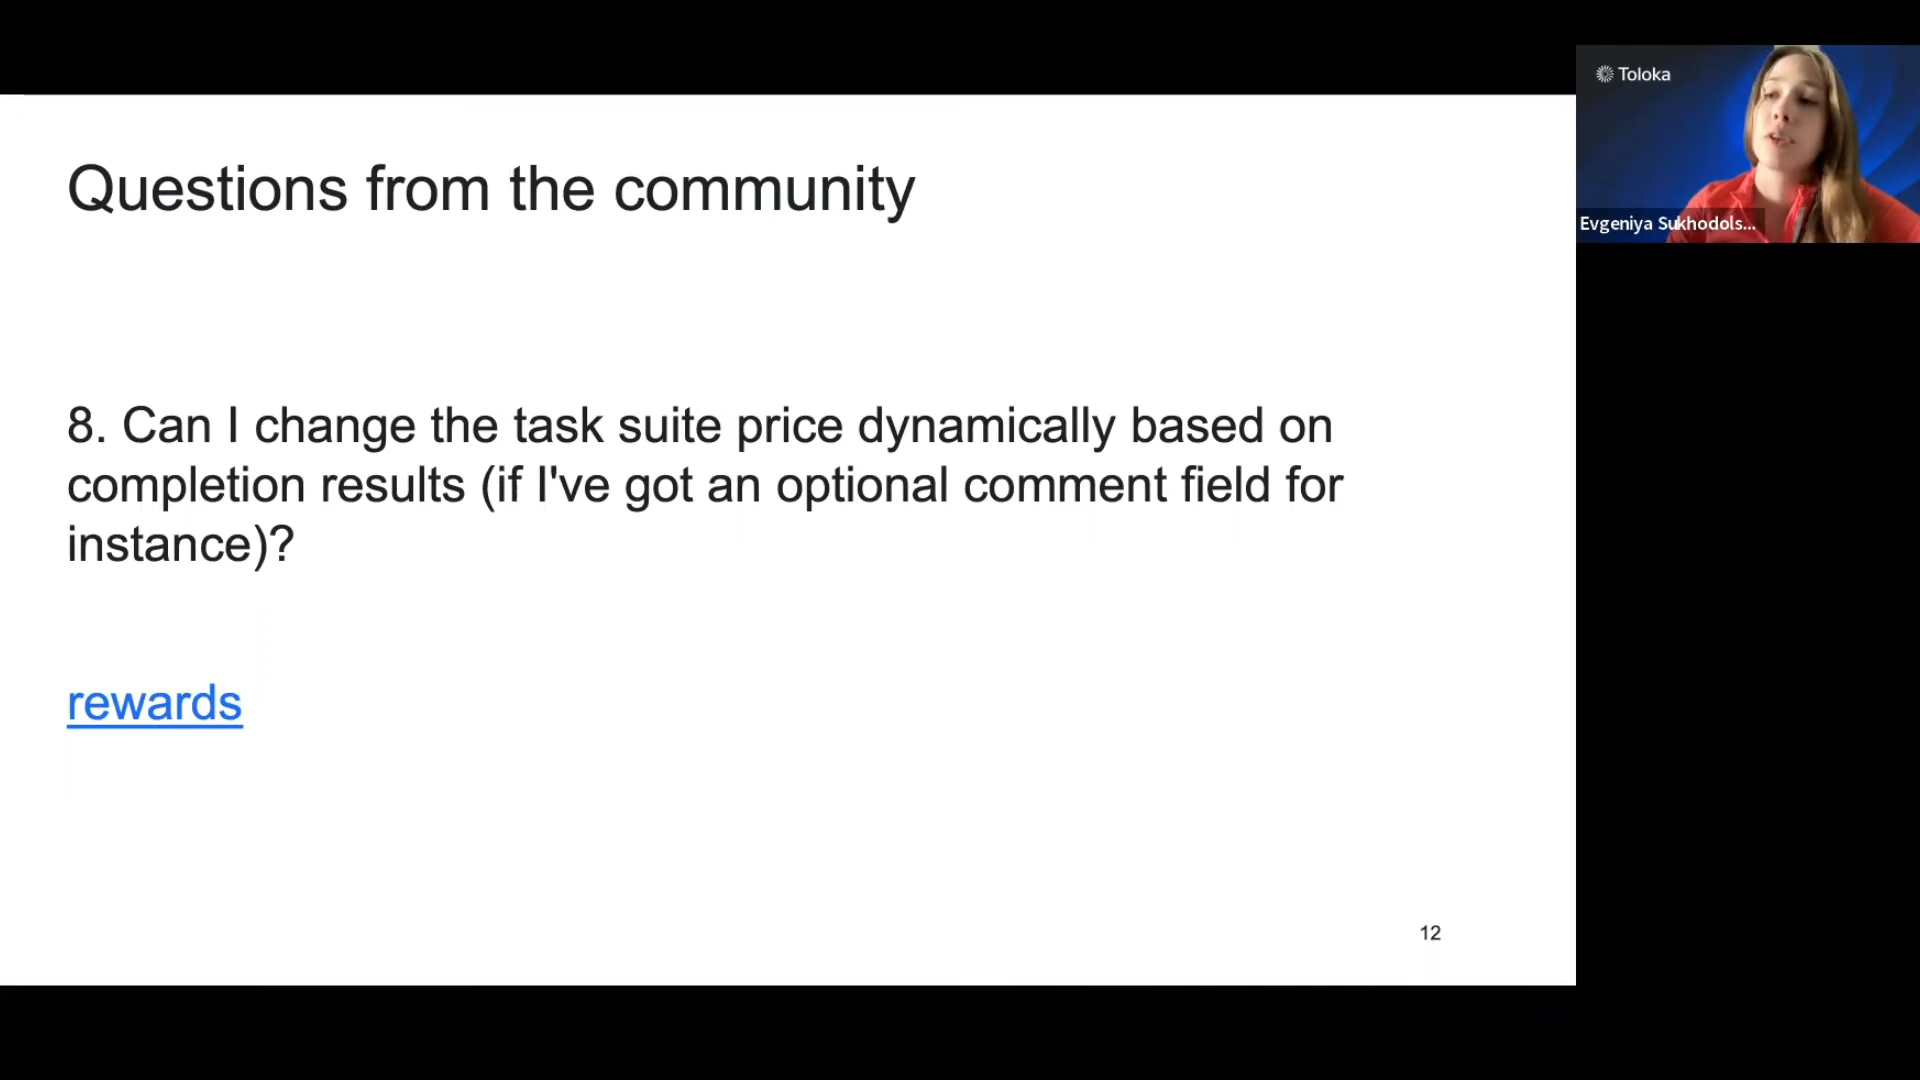 Questions from the community
8. Can I change the task suite price dynamically based on
completion results (if I've got an optional comment field for
instance)?
rewards
12
Toloka
Evgeniya Sukhodols...